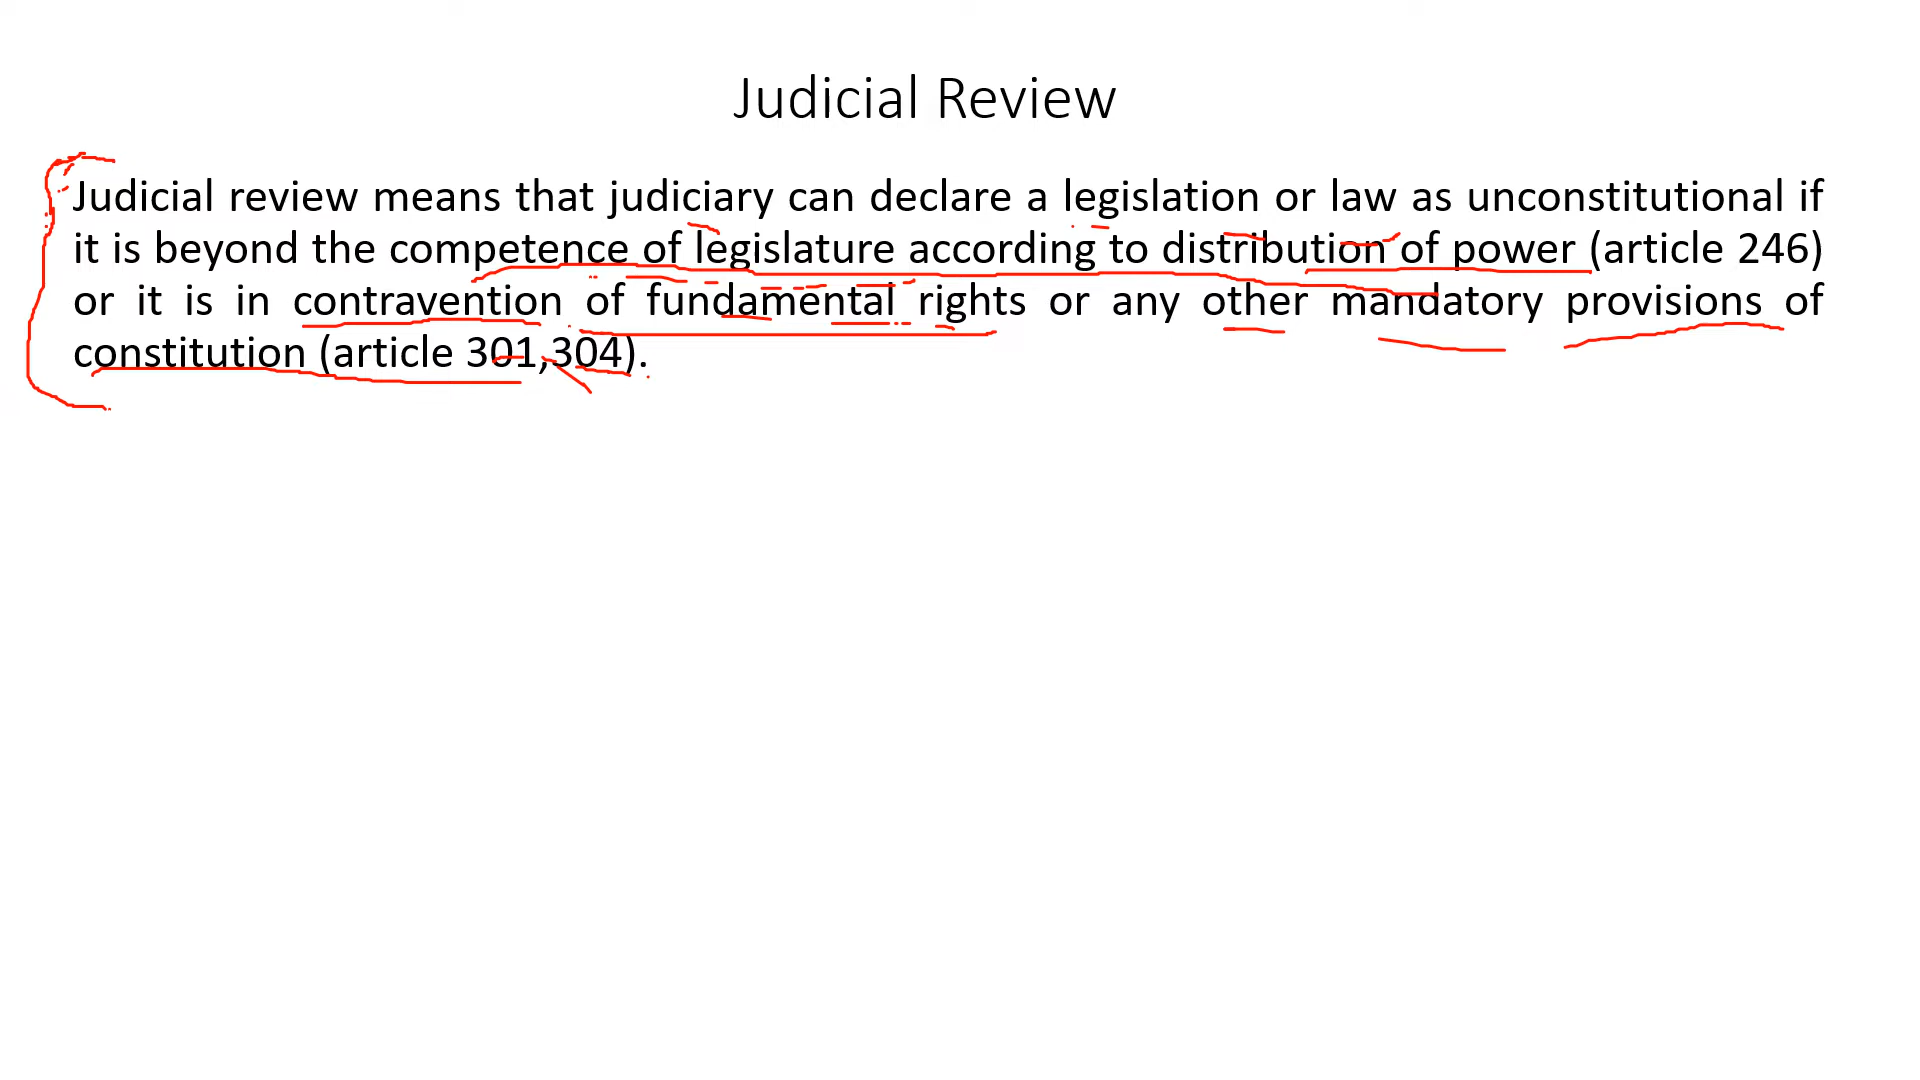 Judicial Review
Judicial review means that judiciary can declare a legislation or law as unconstitutional if
it is beyond the competence of legislature according to distribution of power (article 246)
or it is in contravention of fundamental rights or any other mandatory provisions of
constitution (article 301,304).